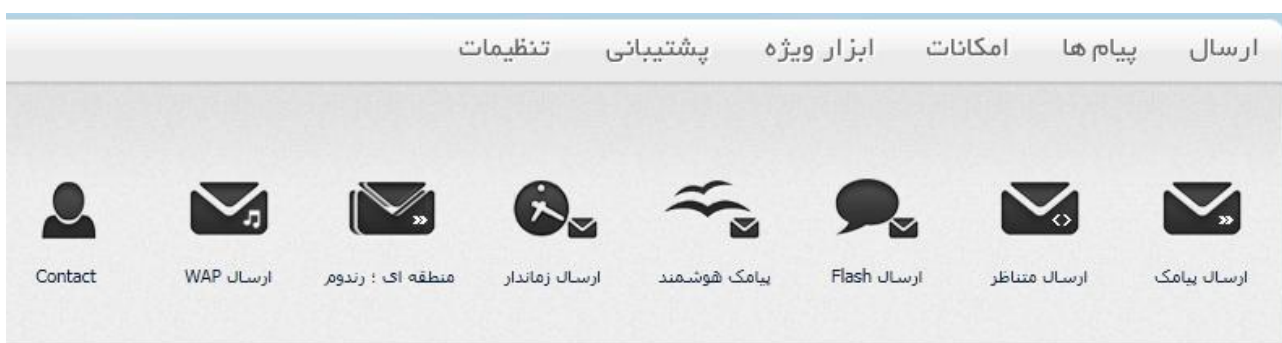 ارسال پیام ها امکانات ابزار ویژه پشتیبانی تنظیمات
ارسال پیامک ارسال متناظر ارسال Flash پیامک هوشمند ارسال زماندار منطقه ای ; رندوم ارسال WAP Contact